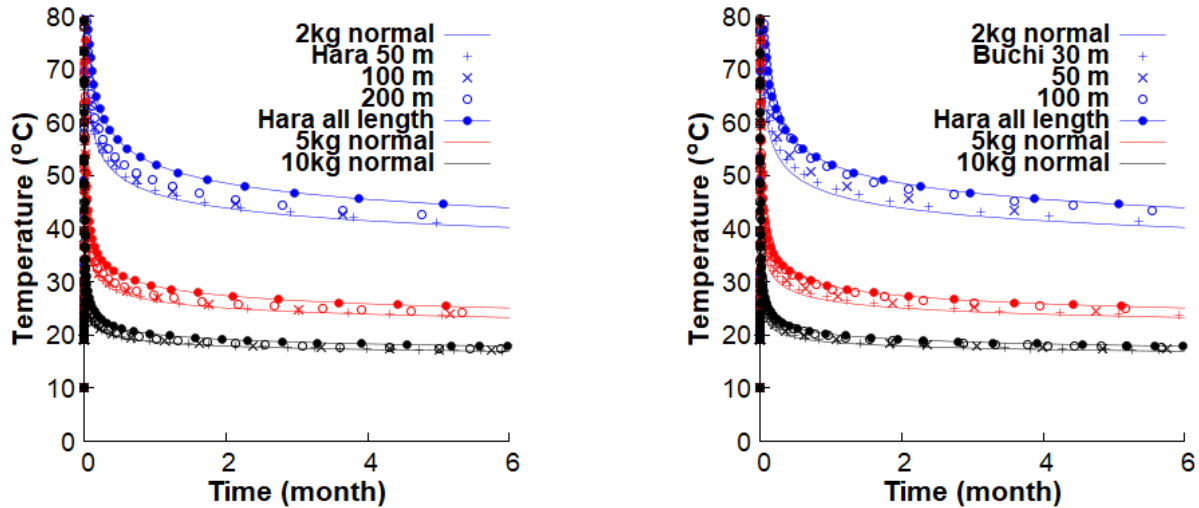 80
70
60
50
40
30
20
10
0
Temperature (°C)
2kg normal
Hara 50 m
100 m
200 m
Hara all length
5kg normal
10kg normal
0 2 4 6
Time (month)
80
70
60
50
40
30
20
10
0
Temperature (°C)
2kg normal
Buchi 30 m
50 m
100 m
Hara all length
5kg normal
10kg normal
0 2 4 6
Time (month)